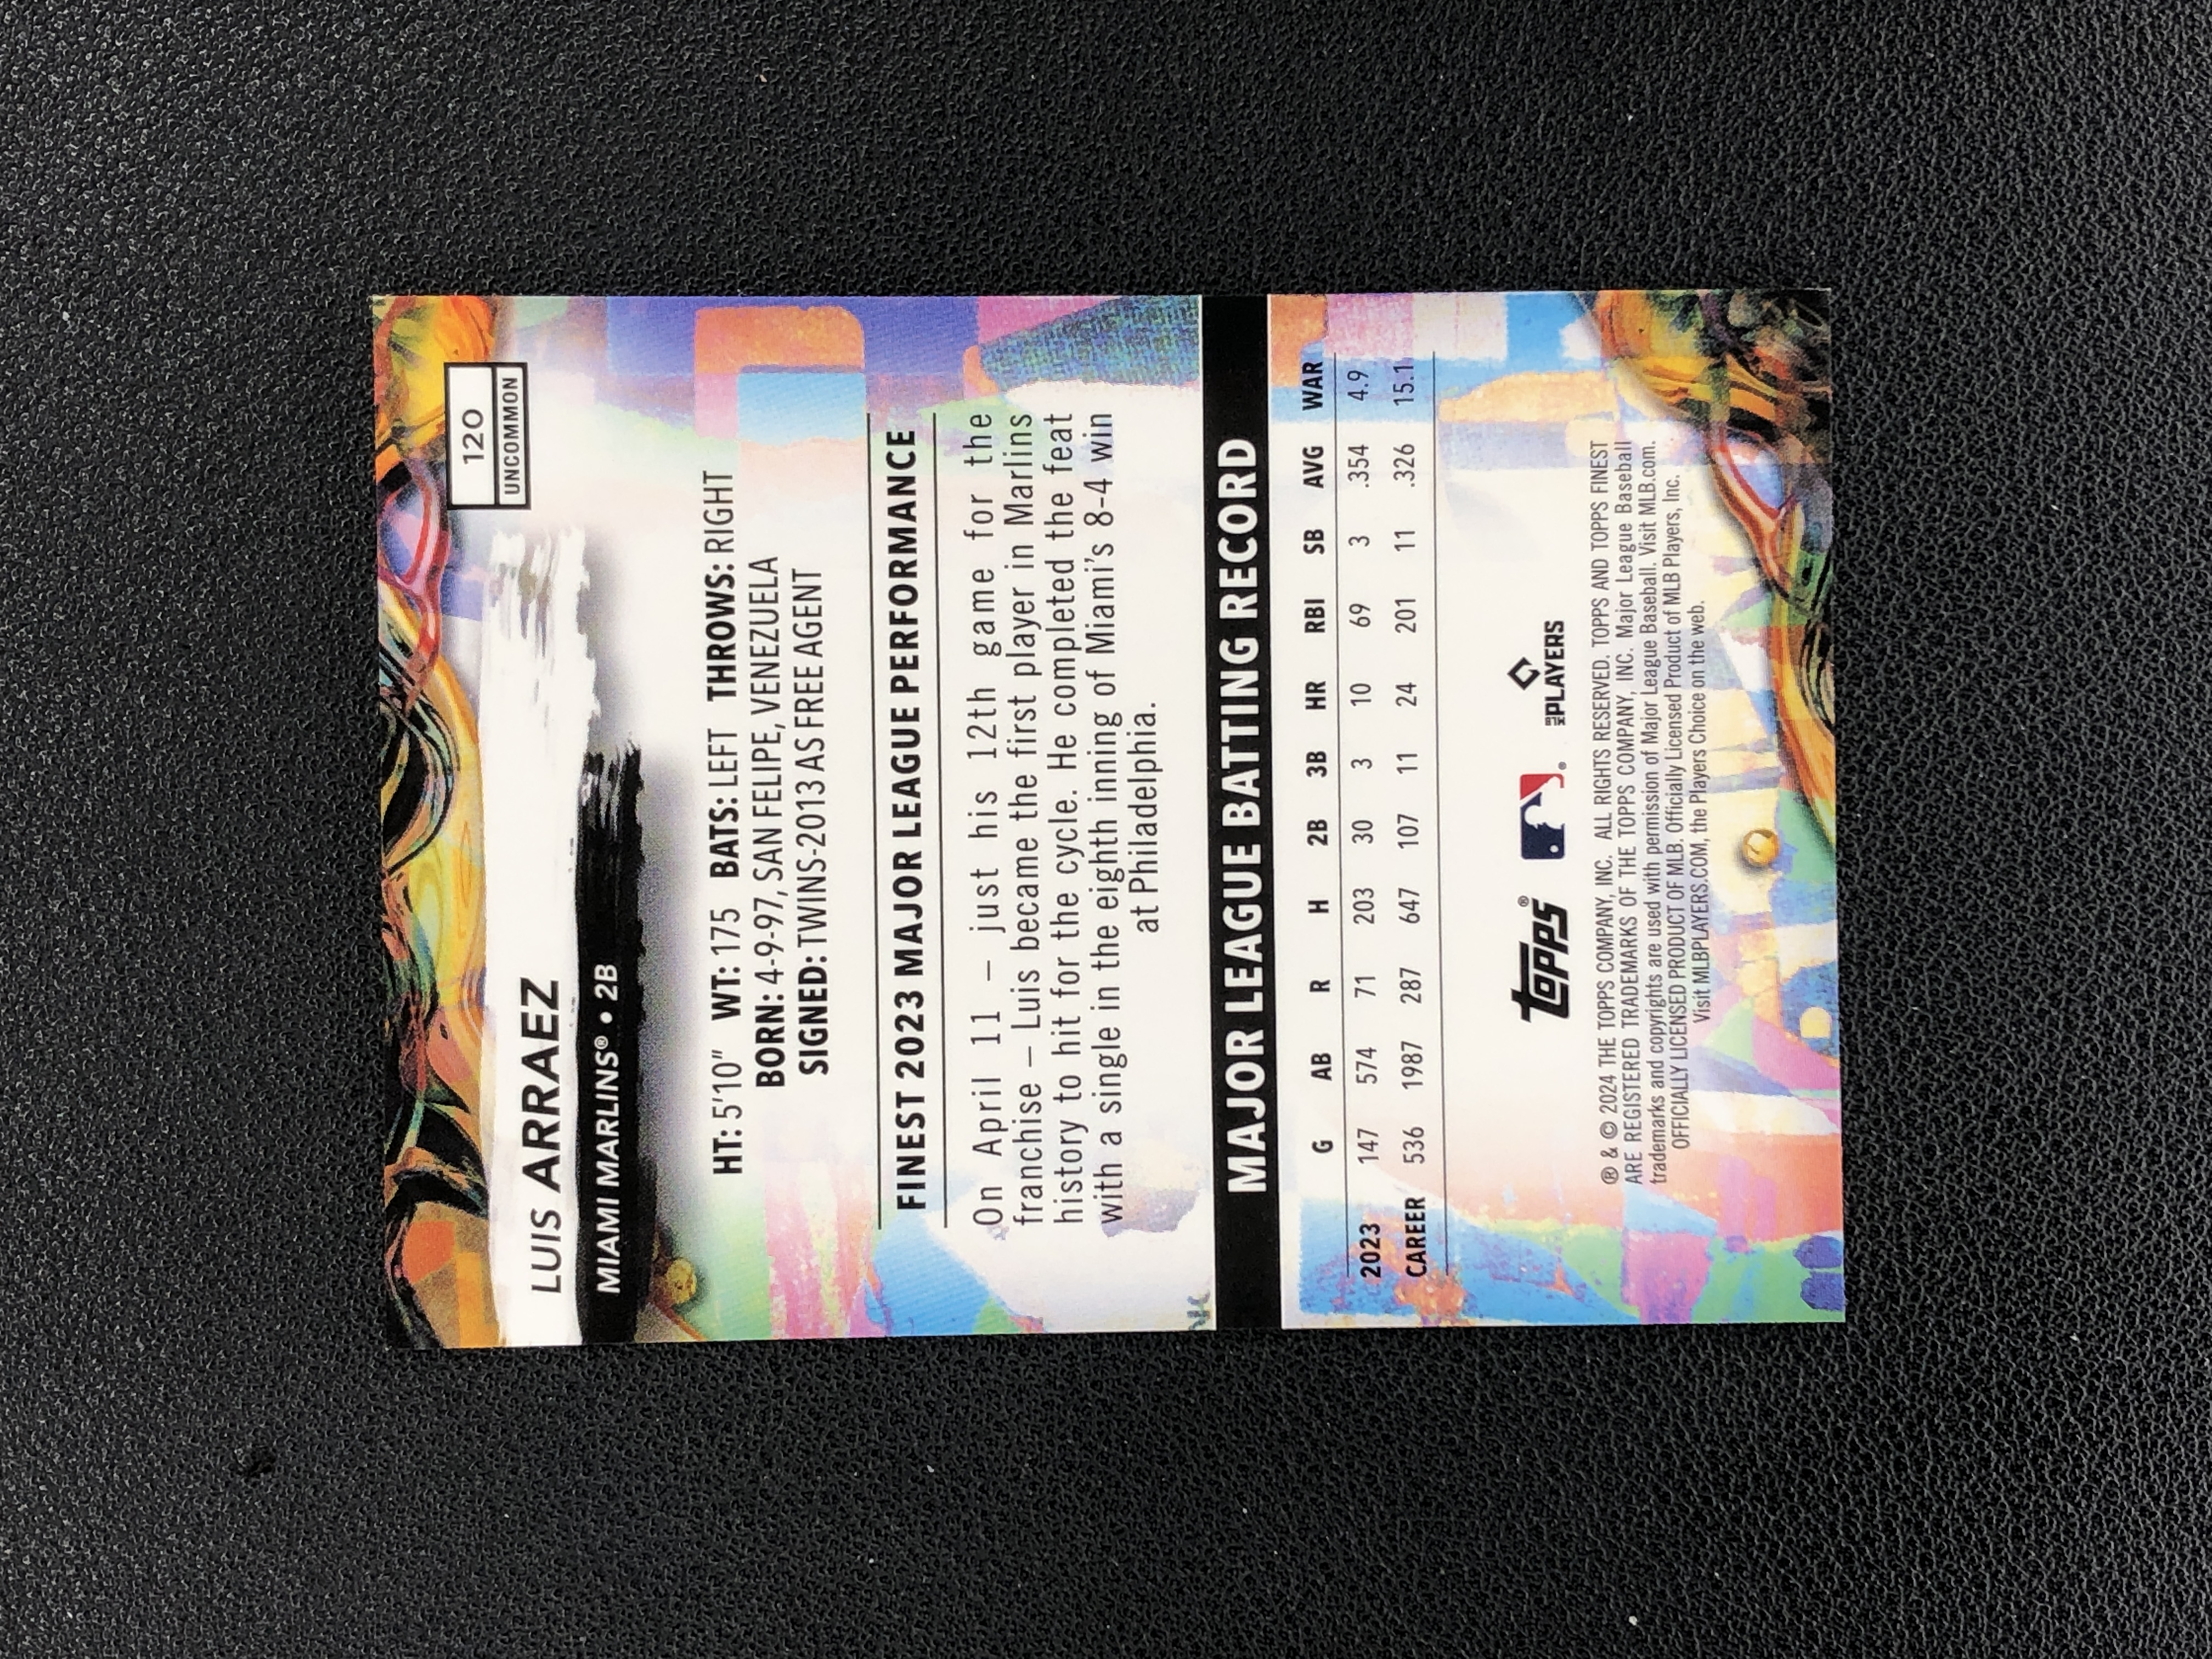 120
UNCOMMON
LUIS ARRAEZ
MIAMI MARLINS® • 2B
HT: 5'10" WT: 175 BATS: LEFT THROWS: RIGHT
BORN: 4-9-97, SAN FELIPE, VENEZUELA
SIGNED: TWINS-2013 AS FREE AGENT
FINEST 2023 MAJOR LEAGUE PERFORMANCE
On April 11 – just his 12th game for the
franchise – Luis became the first player in Marlins
history to hit for the cycle. He completed the feat
with a single in the eighth inning of Miami's 8-4 win
at Philadelphia.
MAJOR LEAGUE BATTING RECORD
G AB R H 2B 3B HR RBI SB AVG WAR
2023 147 574 71 203 30 3 10 69 3 .354 4.9
CAREER 536 1987 287 647 107 11 24 201 11 .326 15.1
topps® ® MLB PLAYERS
® & © 2024 THE TOPPS COMPANY, INC. ALL RIGHTS RESERVED. TOPPS AND TOPPS FINEST
ARE REGISTERED TRADEMARKS OF THE TOPPS COMPANY, INC. Major League Baseball
trademarks and copyrights are used with permission of Major League Baseball. Visit MLB.com.
OFFICIALLY LICENSED PRODUCT OF MLB. Officially Licensed Product of MLB Players, Inc.
Visit MLBPLAYERS.COM, the Players Choice on the web.